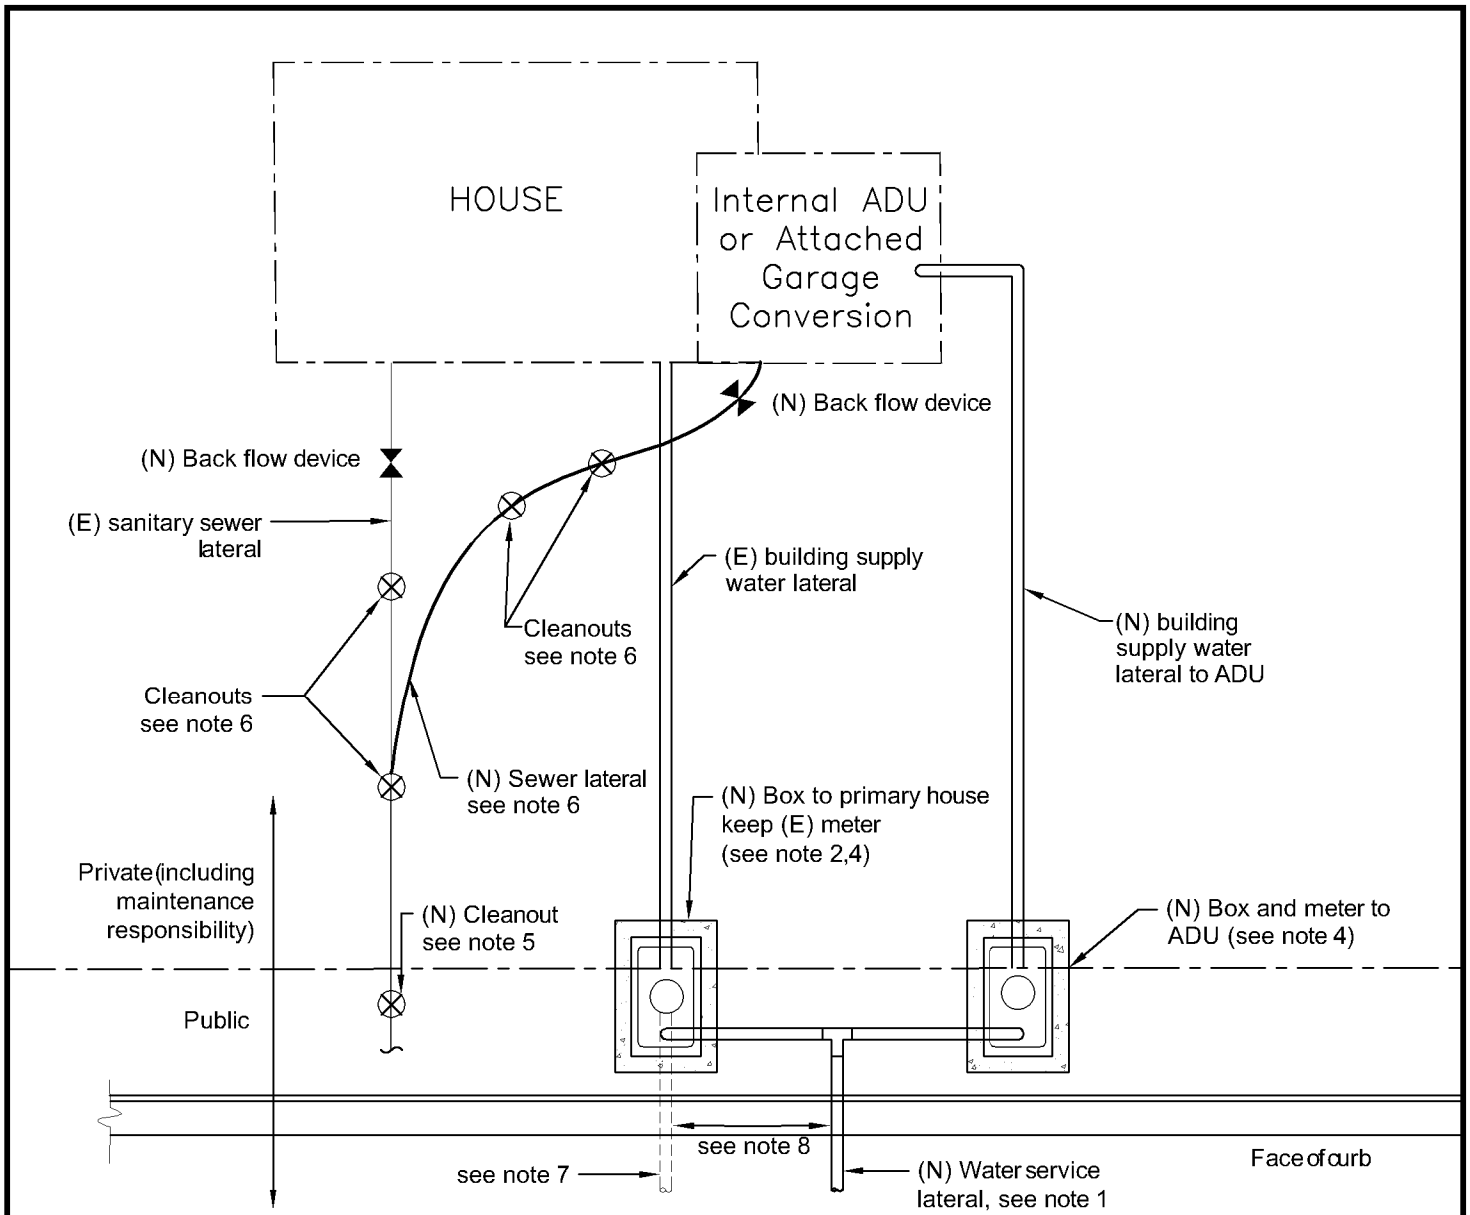 HOUSE
Internal ADU
or Attached
Garage
Conversion
(N) Back flow device
(N) Back flow device
(E) sanitary sewer
lateral
(E) building supply
water lateral
Cleanouts
see note 6
(N) building
supply water
lateral to ADU
Cleanouts
see note 6
(N) Sewer lateral
see note 6
(N) Box to primary house
keep (E) meter
(see note 2,4)
Private (including
maintenance
responsibility)
(N) Cleanout
see note 5
(N) Box and meter to
ADU (see note 4)
Public
see note 8
Face of curb
see note 7
(N) Water service
lateral, see note 1